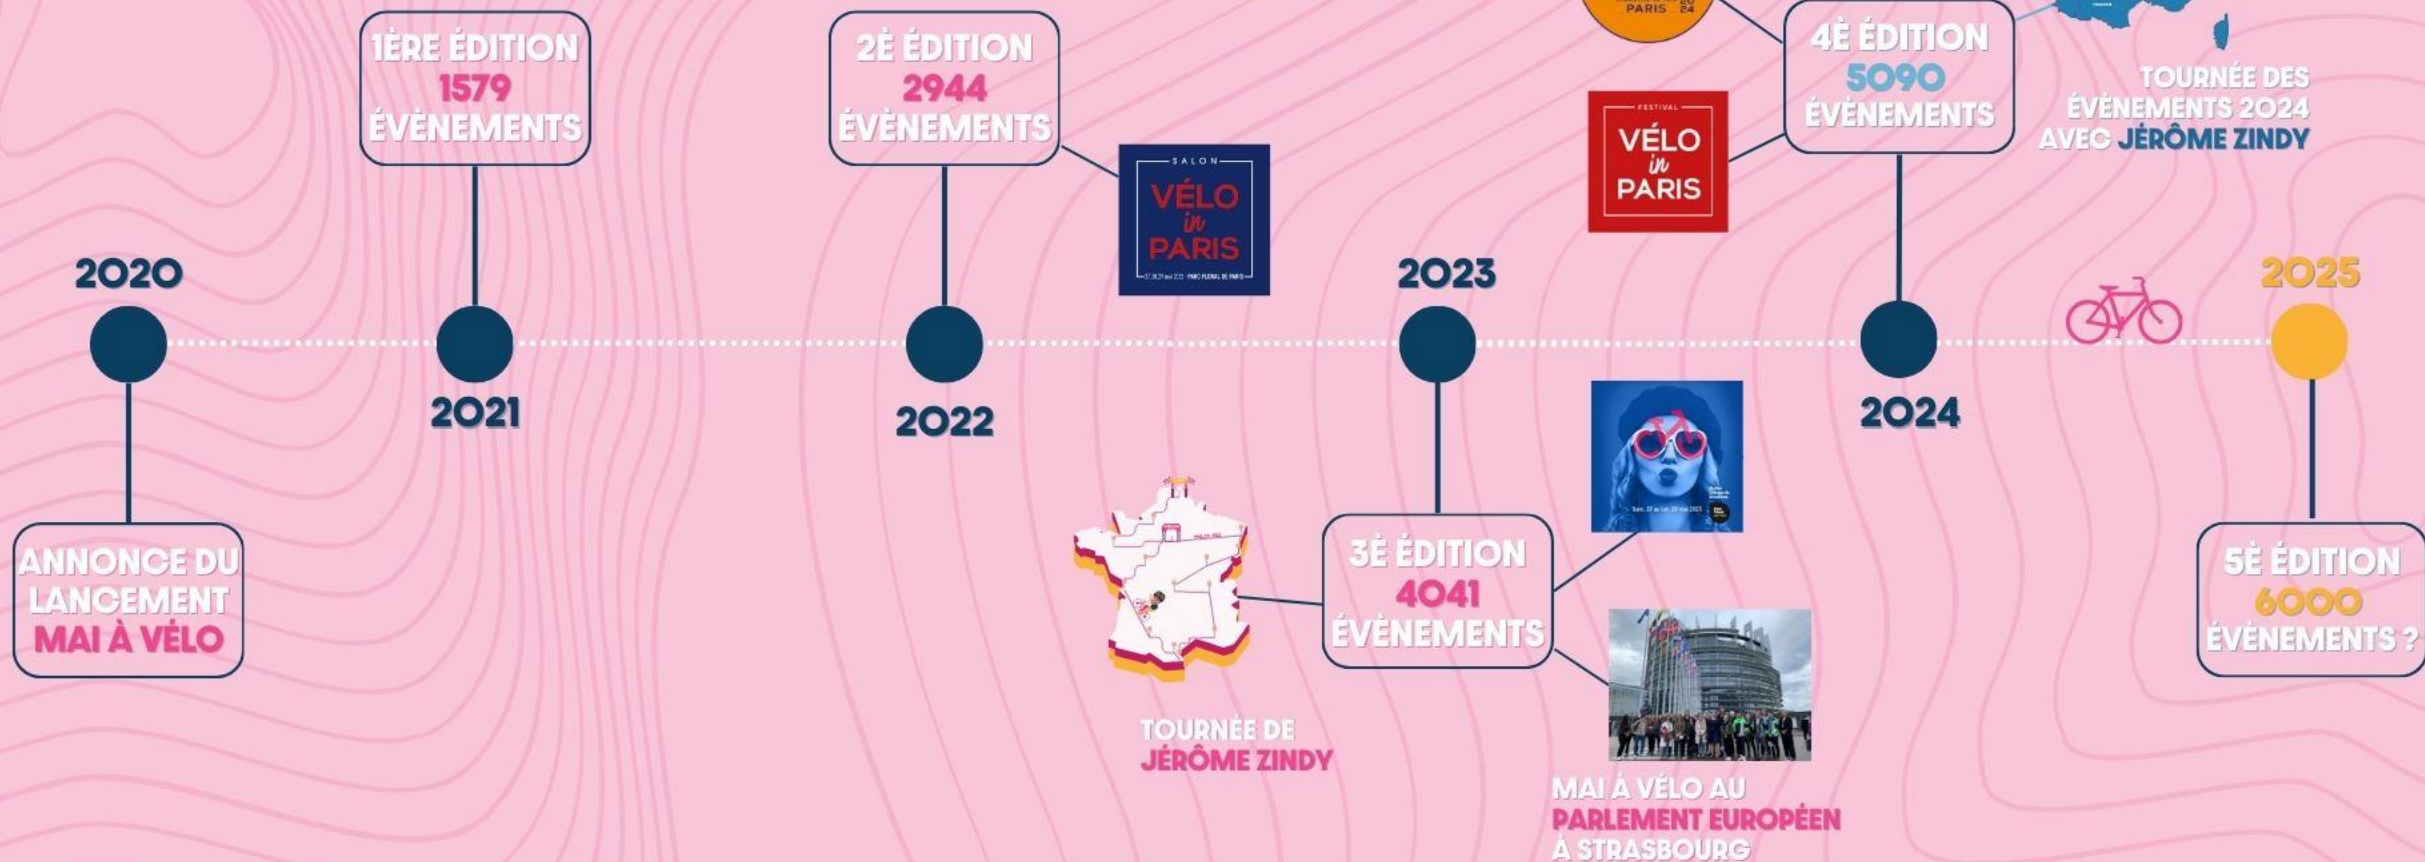 PARIS 24
1ÈRE ÉDITION
1579
ÉVÈNEMENTS
2È ÉDITION
2944
ÉVÈNEMENTS
4È ÉDITION
5090
ÉVÈNEMENTS
TOURNÉE DES
ÉVÈNEMENTS 2024
AVEC JÉRÔME ZINDY
SALON
VÉLO
in
PARIS
FESTIVAL
VÉLO
in
PARIS
2020
2021
2022
2023
2024
2025
ANNONCE DU
LANCEMENT
MAI À VÉLO
3È ÉDITION
4041
ÉVÈNEMENTS
5È ÉDITION
6000
ÉVÈNEMENTS ?
TOURNÉE DE
JÉRÔME ZINDY
MAI À VÉLO AU
PARLEMENT EUROPÉEN
À STRASBOURG